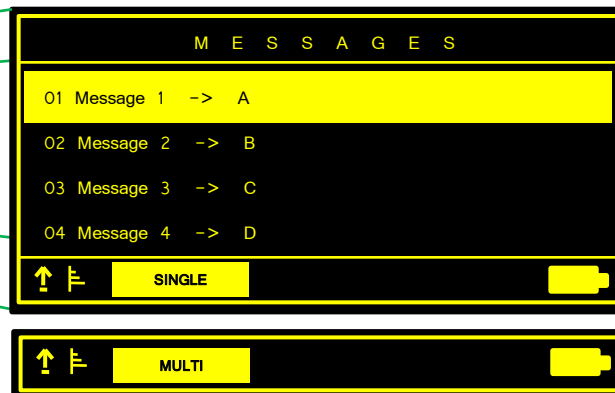 M E S S A G E S
01 Message 1 -> A
02 Message 2 -> B
03 Message 3 -> C
04 Message 4 -> D
SINGLE
MULTI